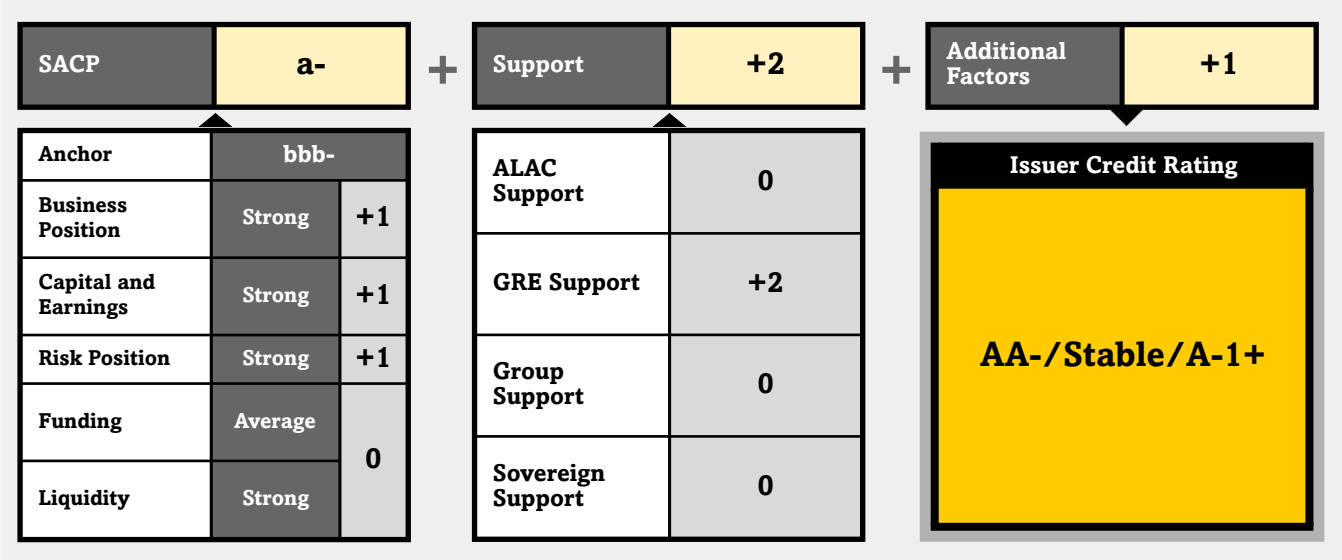 SACP
a-
+
Support
+2
+
Additional
Factors
+1
Anchor
bbb-
Business
Position
Strong
+1
Capital and
Earnings
Strong
+1
Risk Position
Strong
+1
Funding
Average
0
Liquidity
Strong
ALAC
Support
0
GRE Support
+2
Group
Support
0
Sovereign
Support
0
Issuer Credit Rating
AA-/Stable/A-1+